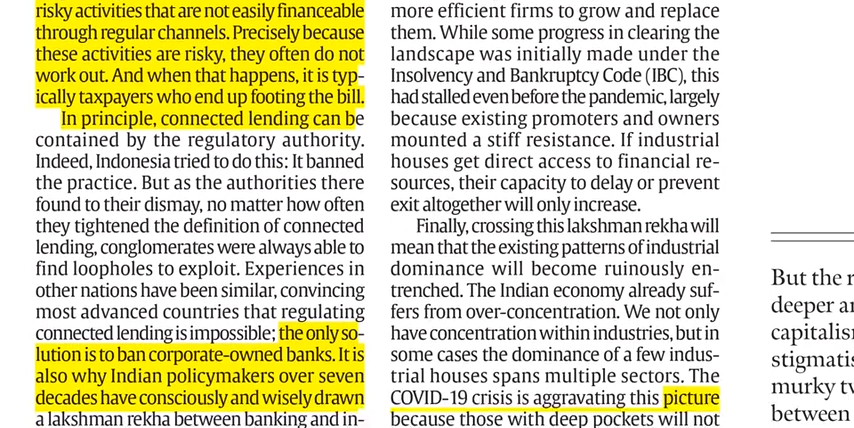 risky activities that are not easily financeable
through regular channels. Precisely because
these activities are risky, they often do not
work out. And when that happens, it is typ-
ically taxpayers who end up footing the bill.
In principle, connected lending can be
contained by the regulatory authority.
Indeed, Indonesia tried to do this: It banned
the practice. But as the authorities there
found to their dismay, no matter how often
they tightened the definition of connected
lending, conglomerates were always able to
find loopholes to exploit. Experiences in
other nations have been similar, convincing
most advanced countries that regulating
connected lending is impossible; the only so-
lution is to ban corporate-owned banks. It is
also why Indian policymakers over seven
decades have consciously and wisely drawn
a lakshman rekha between banking and in-
more efficient firms to grow and replace
them. While some progress in clearing the
landscape was initially made under the
Insolvency and Bankruptcy Code (IBC), this
had stalled even before the pandemic, largely
because existing promoters and owners
mounted a stiff resistance. If industrial
houses get direct access to financial re-
sources, their capacity to delay or prevent
exit altogether will only increase.
Finally, crossing this lakshman rekha will
mean that the existing patterns of industrial
dominance will become ruinously en-
trenched. The Indian economy already suf-
fers from over-concentration. We not only
have concentration within industries, but in
some cases the dominance of a few indus-
trial houses spans multiple sectors. The
COVID-19 crisis is aggravating this picture
because those with deep pockets will not
But the r
deeper an
capitalis
stigmatis
murky tw
between